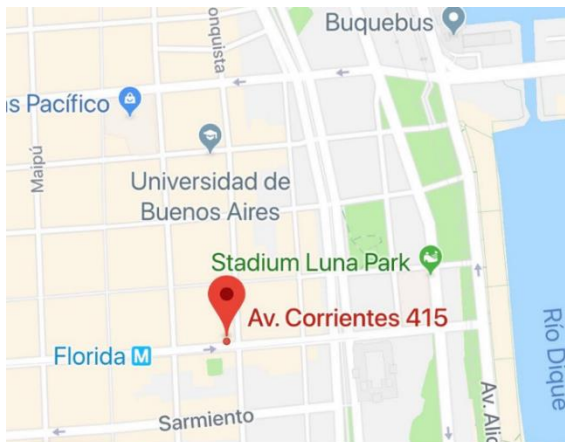 Buquebus
onquista
s Pacífico
Maipú
Universidad de
Buenos Aires
Stadium Luna Park
Av. Corrientes 415
Florida M
Río Dique
Sarmiento
Av. Alic